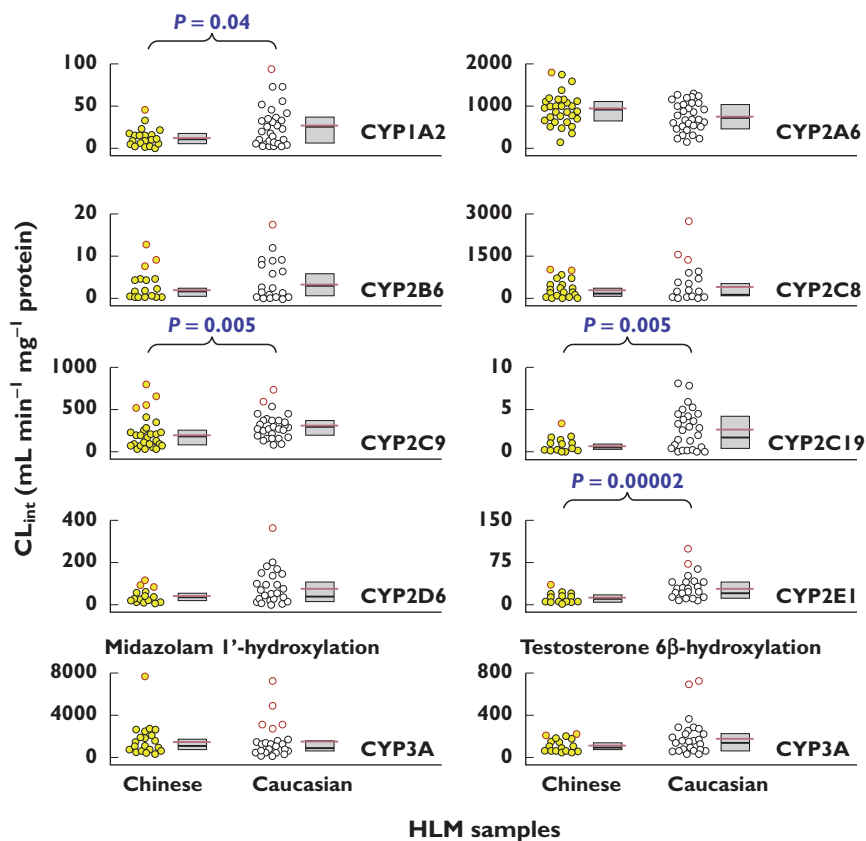 P = 0.04
100
50
0
CYP1A2
2000
1000
0
CYP2A6
20
10
0
CYP2B6
3000
1500
0
CYP2C8
P = 0.005
1000
500
0
CYP2C9
P = 0.005
10
5
0
CYP2C19
400
200
0
CYP2D6
P = 0.00002
150
75
0
CYP2E1
Midazolam 1'-hydroxylation
8000
4000
0
CYP3A
Testosterone 6β-hydroxylation
800
400
0
CYP3A
Chinese Caucasian
Chinese Caucasian
CLint (mL min−1 mg−1 protein)
HLM samples